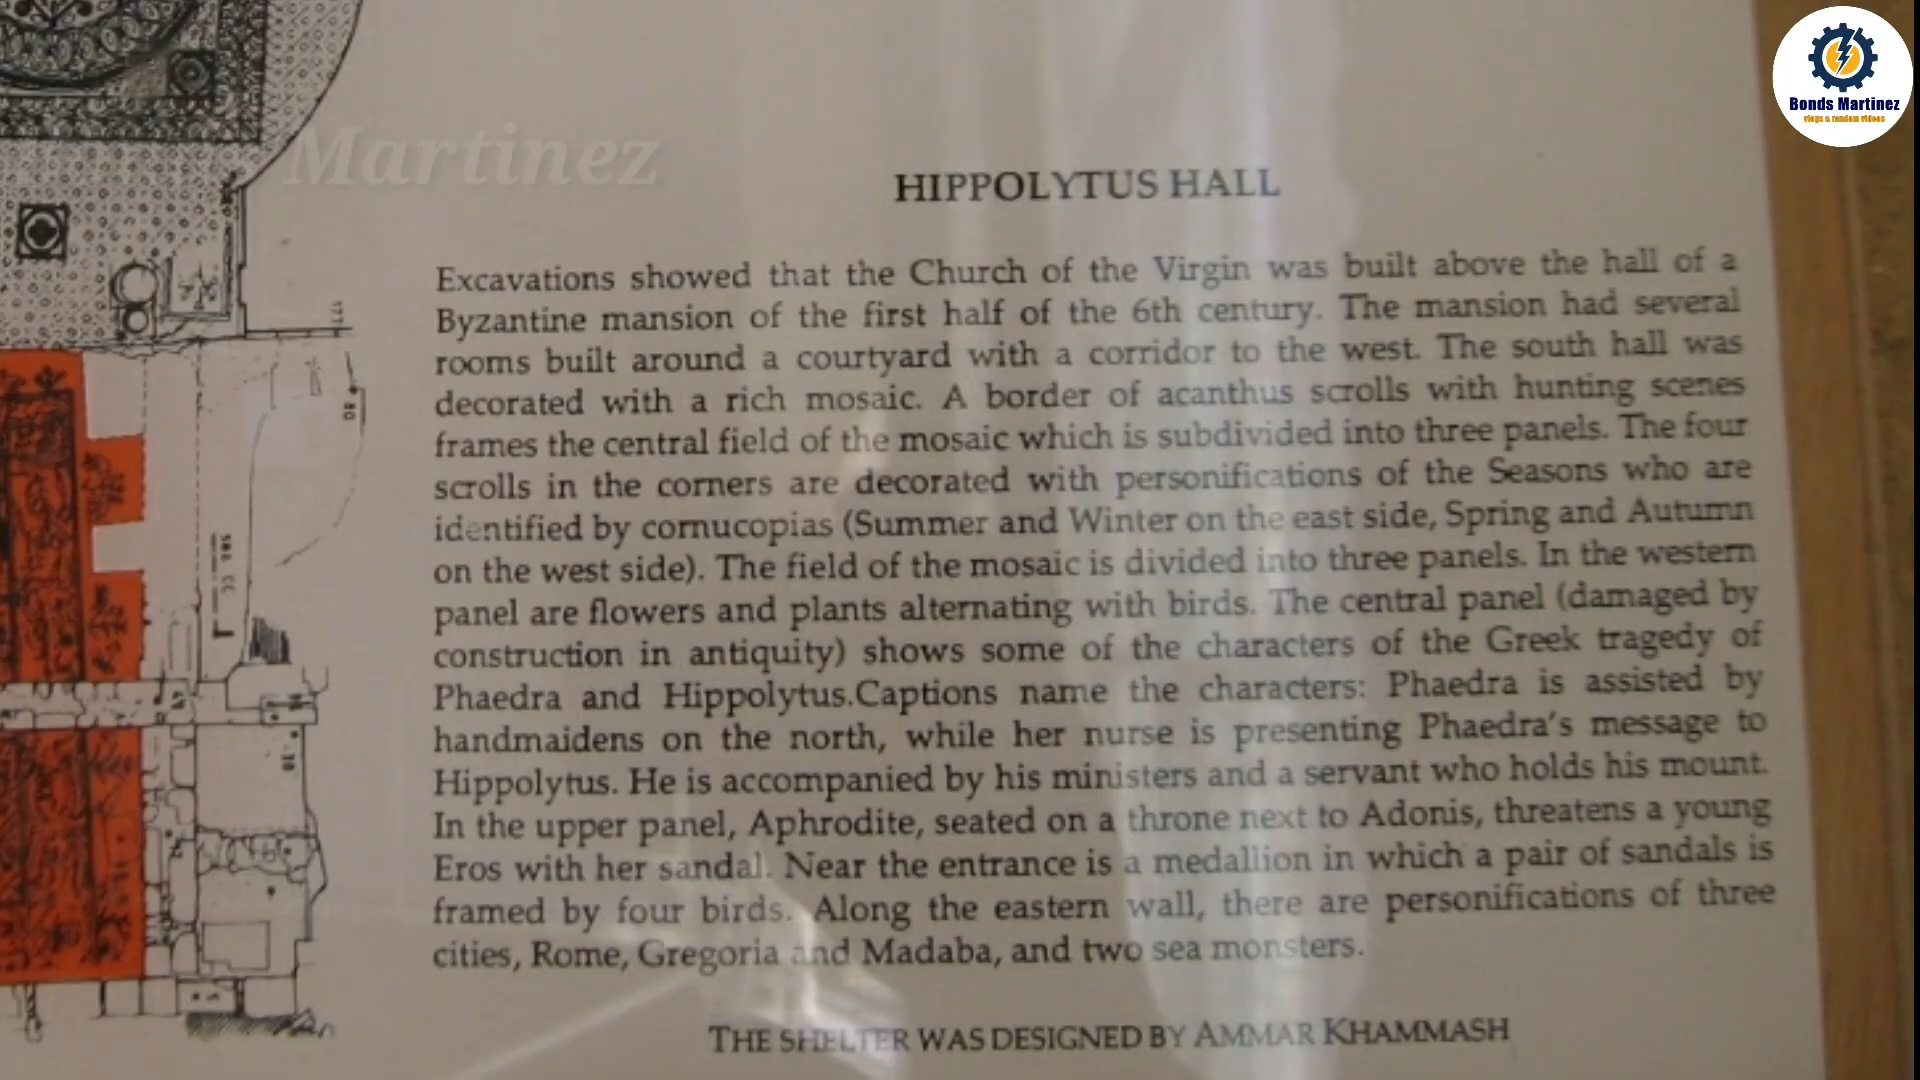 Bonds Martinez
vlogs & random videos
Martinez
HIPPOLYTUS HALL
Excavations showed that the Church of the Virgin was built above the hall of a
Byzantine mansion of the first half of the 6th century. The mansion had several
rooms built around a courtyard with a corridor to the west. The south hall was
decorated with a rich mosaic. A border of acanthus scrolls with hunting scenes
frames the central field of the mosaic which is subdivided into three panels. The four
scrolls in the corners are decorated with personifications of the Seasons who are
identified by cornucopias (Summer and Winter on the east side, Spring and Autumn
on the west side). The field of the mosaic is divided into three panels. In the western
panel are flowers and plants alternating with birds. The central panel (damaged by
construction in antiquity) shows some of the characters of the Greek tragedy of
Phaedra and Hippolytus.Captions name the characters: Phaedra is assisted by
handmaidens on the north, while her nurse is presenting Phaedra's message to
Hippolytus. He is accompanied by his ministers and a servant who holds his mount.
In the upper panel, Aphrodite, seated on a throne next to Adonis, threatens a young
Eros with her sandal. Near the entrance is a medallion in which a pair of sandals is
framed by four birds. Along the eastern wall, there are personifications of three
cities, Rome, Gregoria and Madaba, and two sea monsters.
THE SHELTER WAS DESIGNED BY AMMAR KHAMMASH